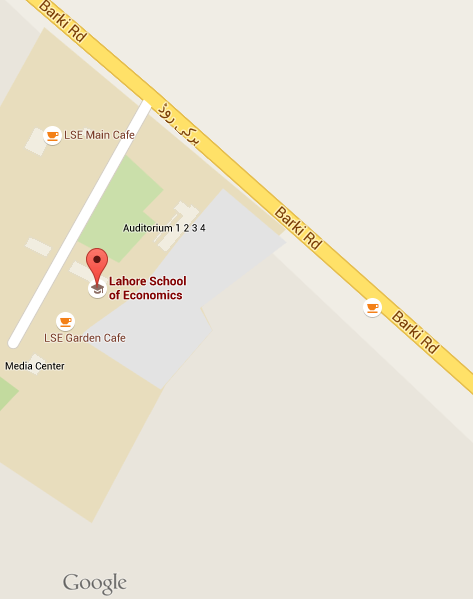 Barki Rd
برکی روڈ
LSE Main Cafe
Auditorium 1 2 3 4
Barki Rd
Lahore School
of Economics
Barki Rd
LSE Garden Cafe
Media Center
Google